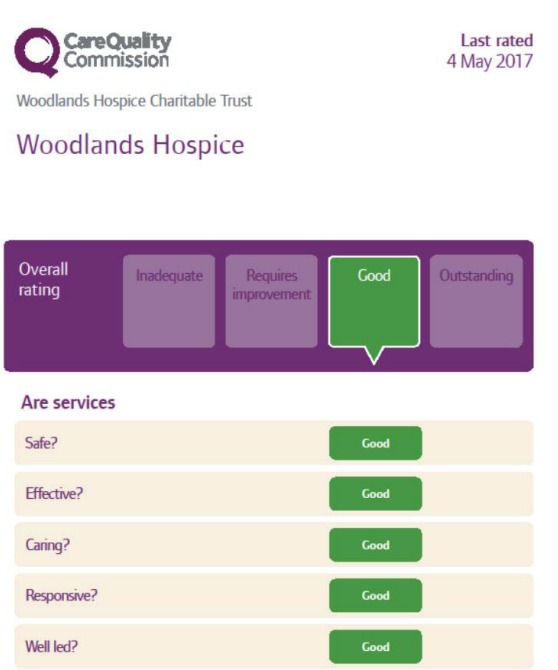 CareQuality
Commission
Last rated
4 May 2017
Woodlands Hospice Charitable Trust
Woodlands Hospice
Overall
rating
Inadequate
Requires
improvement
Good
Outstanding
Are services
Safe? Good
Effective? Good
Caring? Good
Responsive? Good
Well led? Good